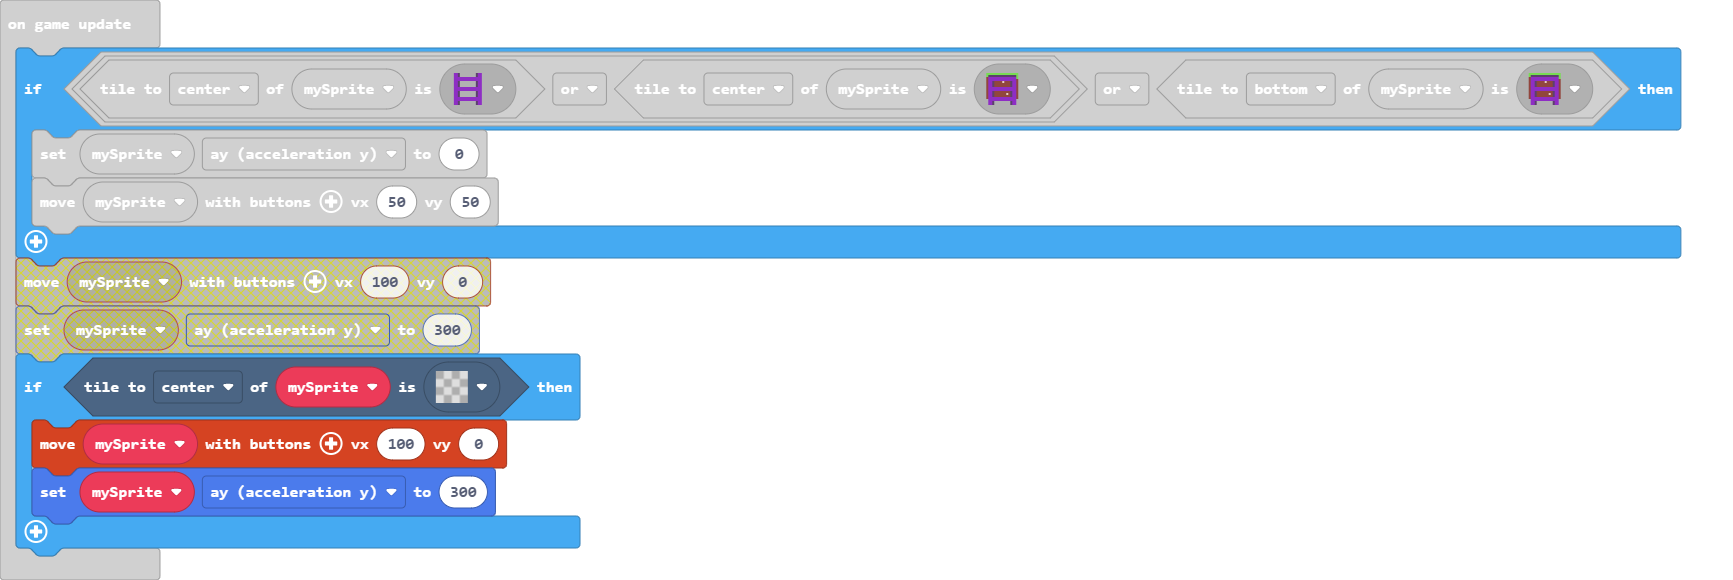 on game update
if tile to center of mySprite is or tile to center of mySprite is or tile to bottom of mySprite is then
set mySprite ay (acceleration y) to 0
move mySprite with buttons vx 50 vy 50
move mySprite with buttons vx 100 vy 0
set mySprite ay (acceleration y) to 300
if tile to center of mySprite is then
move mySprite with buttons vx 100 vy 0
set mySprite ay (acceleration y) to 300